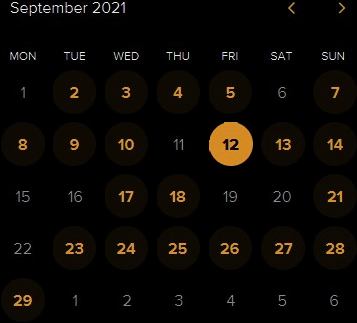 September 2021
MON TUE WED THU FRI SAT SUN
1 2 3 4 5 6 7
8 9 10 11 12 13 14
15 16 17 18 19 20 21
22 23 24 25 26 27 28
29 1 2 3 4 5 6